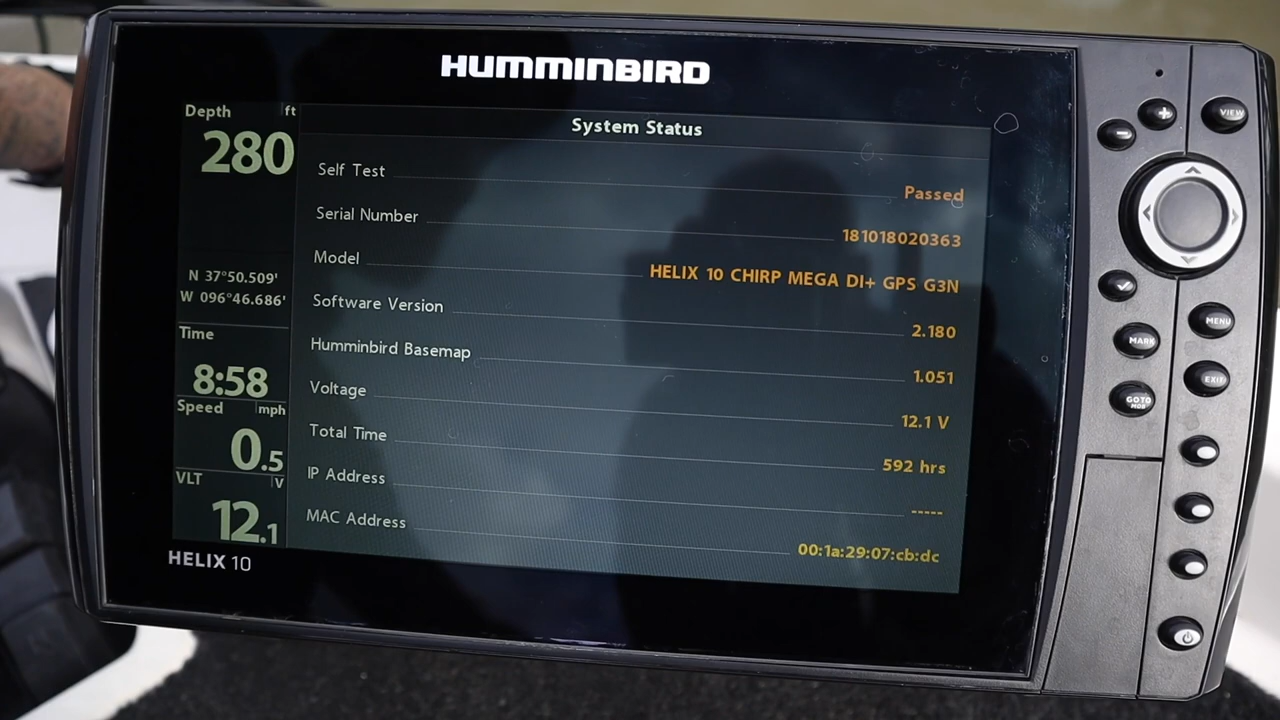 HUMMINBIRD
System Status
Depth ft
280
N 37°50.509'
W 096°46.686'
Time
8:58
Speed mph
0.5
VLT V
12.1
Self Test Passed
Serial Number 181018020363
Model HELIX 10 CHIRP MEGA DI+ GPS G3N
Software Version 2.180
Humminbird Basemap 1.051
Voltage 12.1 V
Total Time 592 hrs
IP Address -----
MAC Address 00:1a:29:07:cb:dc
HELIX 10
VIEW
MENU
MARK
EXIT
GO TO
MOB